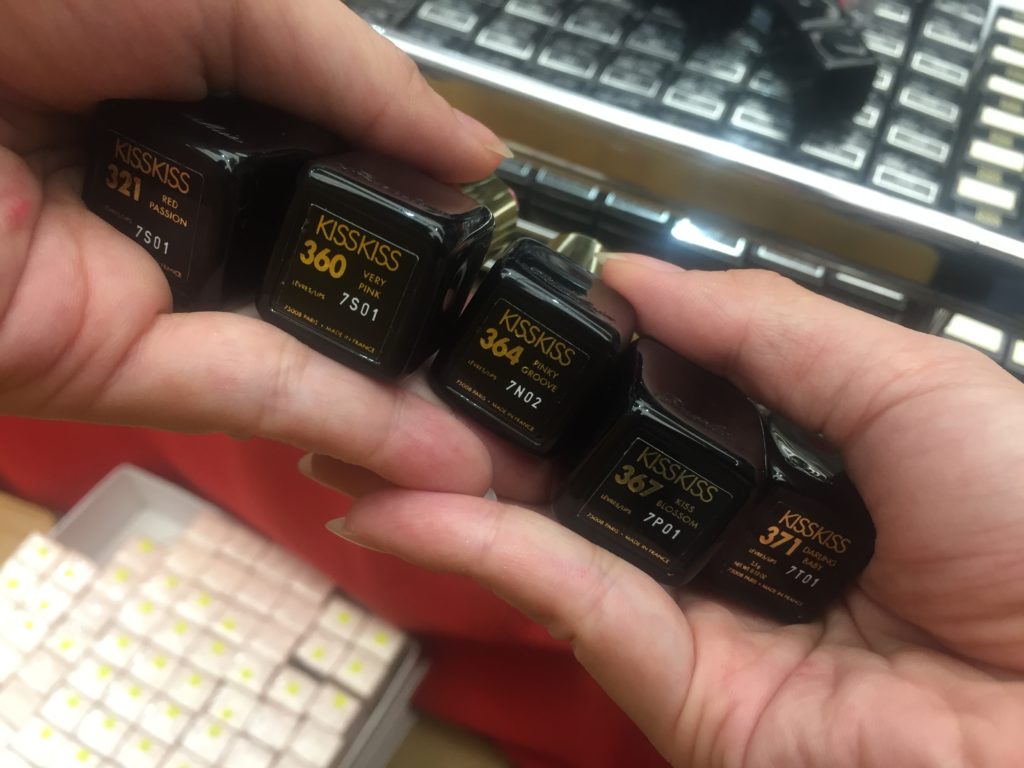 KISSKISS
321 RED
PASSION
7S01
KISSKISS
360 VERY
PINK
LÈVRES/LIPS 7S01
75008 PARIS • MADE IN FRANCE
KISSKISS
364 PINKY
GROOVE
LÈVRES/LIPS 7N02
75008 PARIS • MADE IN FRANCE
KISSKISS
367 KISS
BLOSSOM
LÈVRES/LIPS 7P01
75008 PARIS • MADE IN FRANCE
KISSKISS
371 DARLING
BABY
LÈVRES/LIPS 7T01
75008 PARIS • MADE IN FRANCE